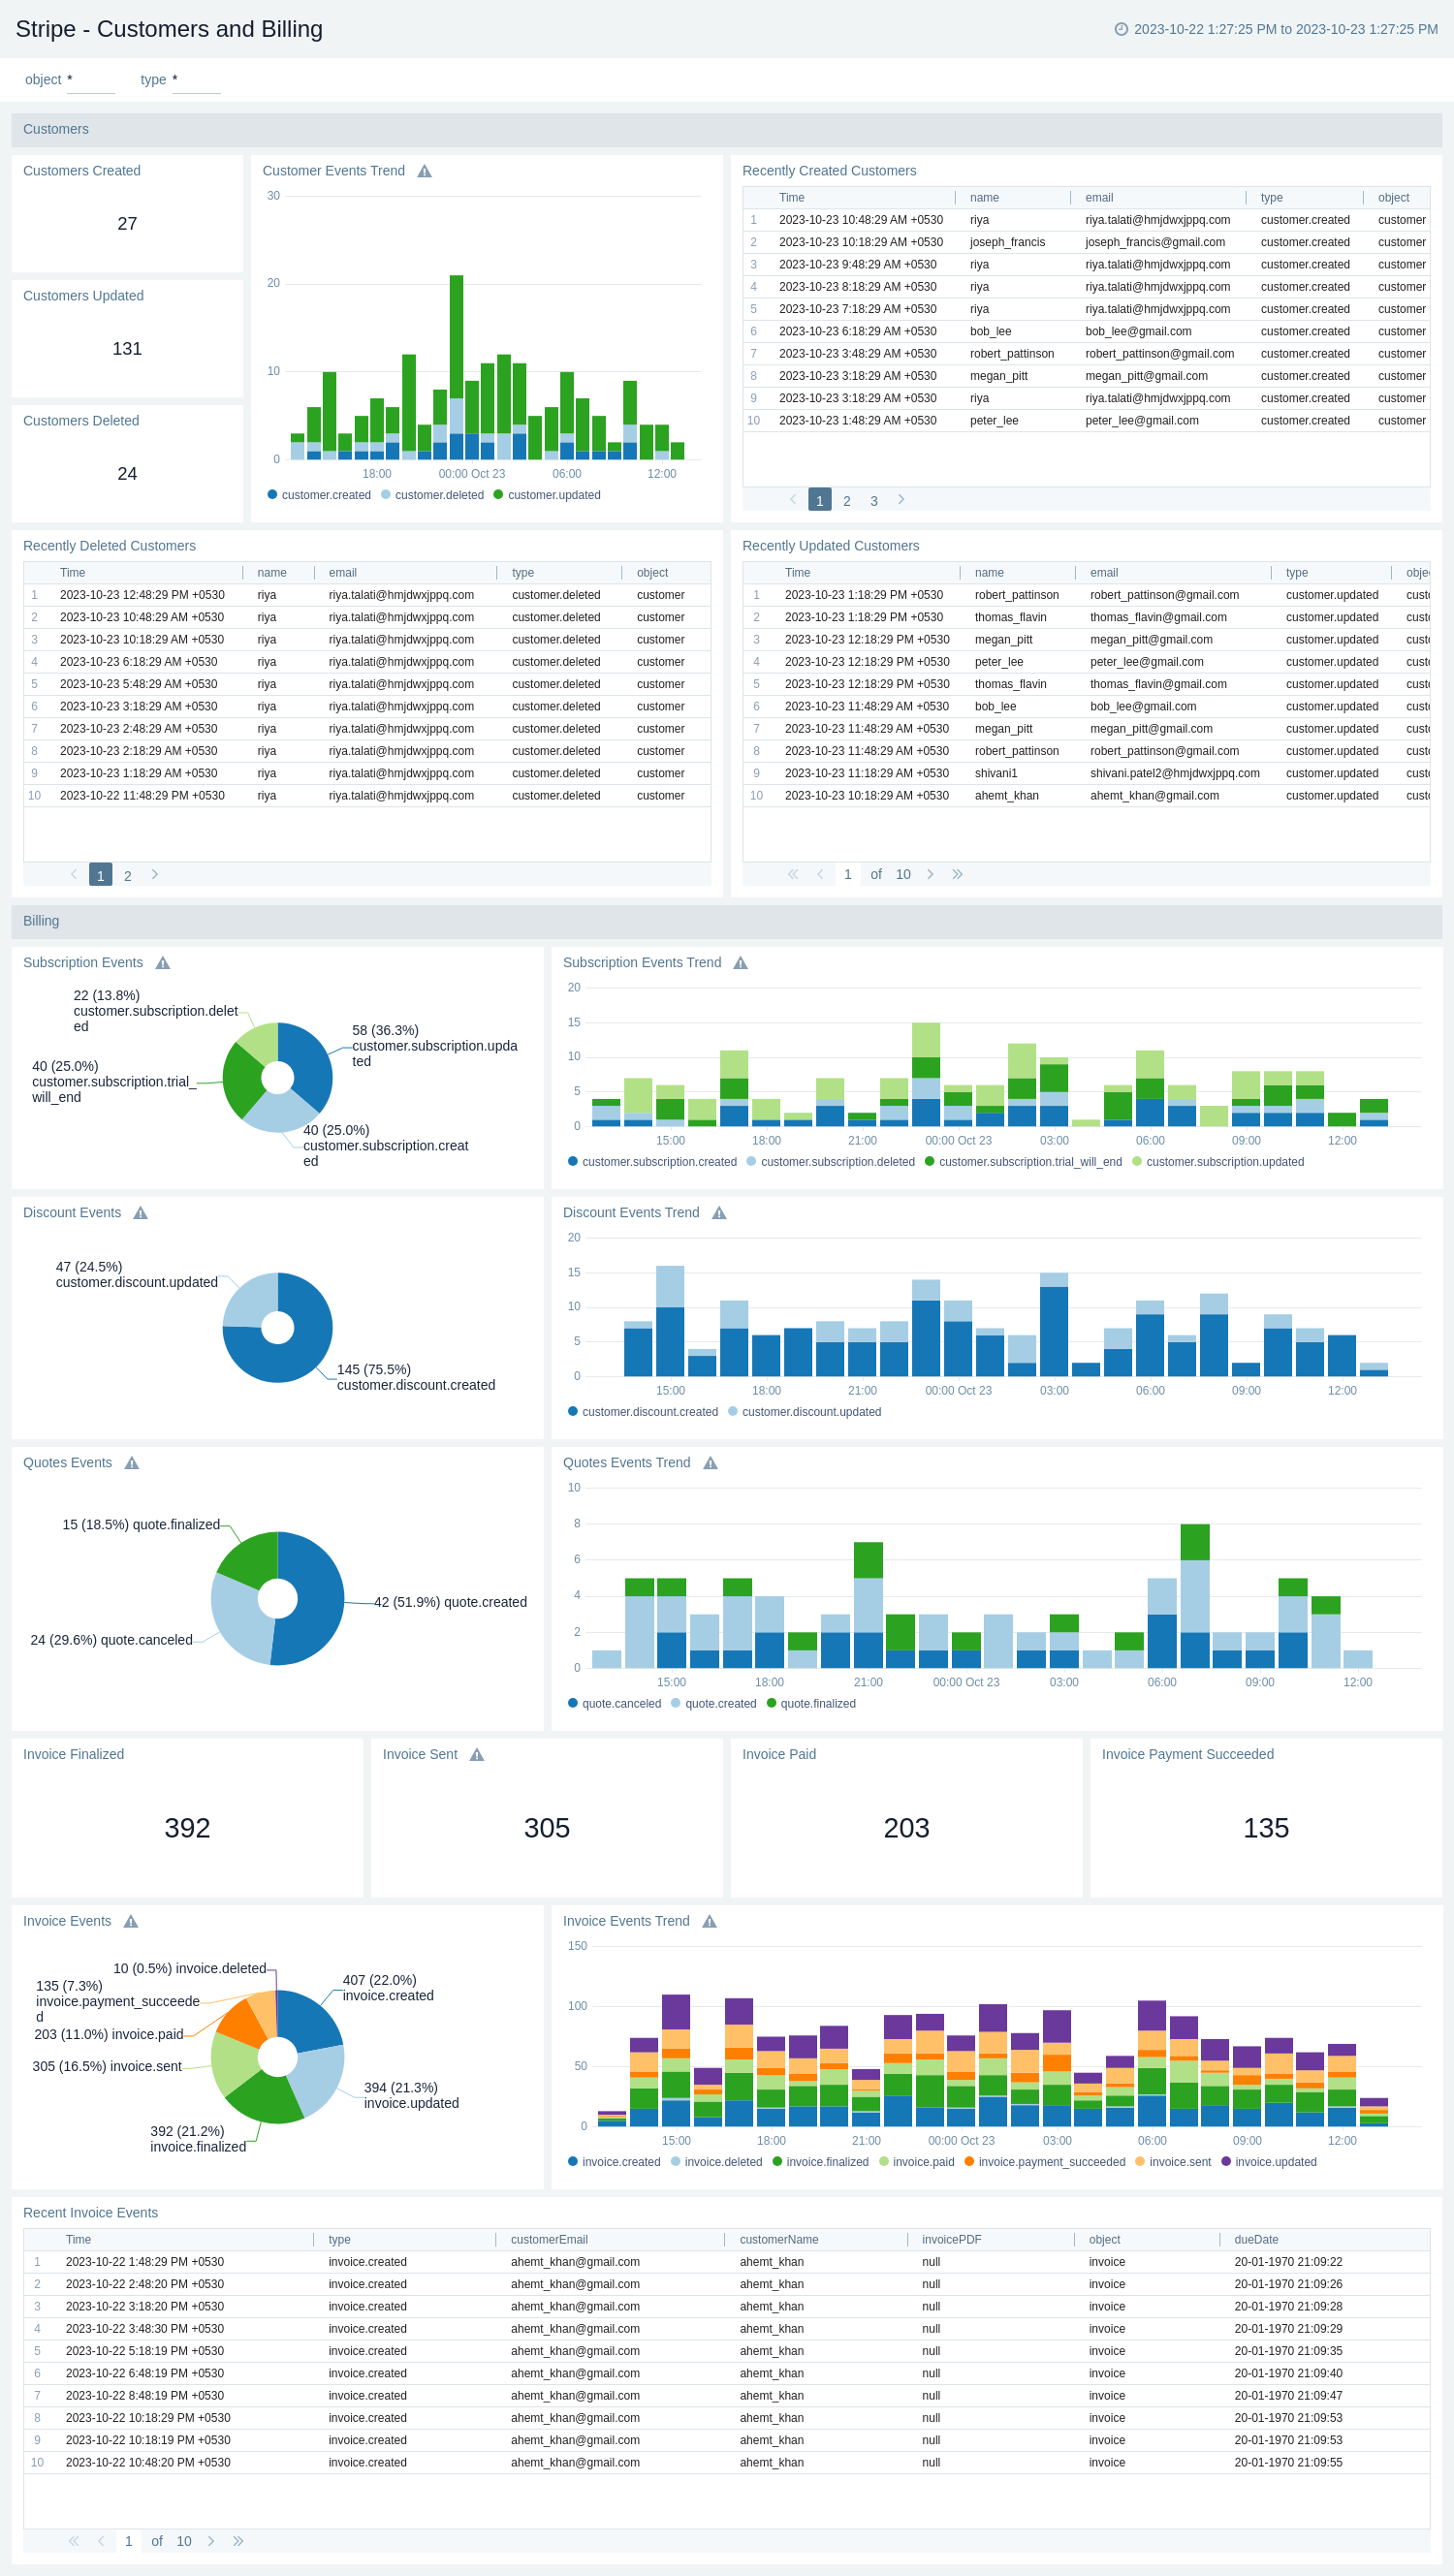 Stripe - Customers and Billing
2023-10-22 1:27:25 PM to 2023-10-23 1:27:25 PM
object *
type *
Customers
Customers Created
27
Customers Updated
131
Customers Deleted
24
Customer Events Trend
30
20
10
0
18:00 00:00 Oct 23 06:00 12:00
customer.created customer.deleted customer.updated
Recently Created Customers
Time name email type object
1 2023-10-23 10:48:29 AM +0530 riya riya.talati@hmjdwxjppq.com customer.created customer
2 2023-10-23 10:18:29 AM +0530 joseph_francis joseph_francis@gmail.com customer.created customer
3 2023-10-23 9:48:29 AM +0530 riya riya.talati@hmjdwxjppq.com customer.created customer
4 2023-10-23 8:18:29 AM +0530 riya riya.talati@hmjdwxjppq.com customer.created customer
5 2023-10-23 7:18:29 AM +0530 riya riya.talati@hmjdwxjppq.com customer.created customer
6 2023-10-23 6:18:29 AM +0530 bob_lee bob_lee@gmail.com customer.created customer
7 2023-10-23 3:48:29 AM +0530 robert_pattinson robert_pattinson@gmail.com customer.created customer
8 2023-10-23 3:18:29 AM +0530 megan_pitt megan_pitt@gmail.com customer.created customer
9 2023-10-23 3:18:29 AM +0530 riya riya.talati@hmjdwxjppq.com customer.created customer
10 2023-10-23 1:48:29 AM +0530 peter_lee peter_lee@gmail.com customer.created customer
1 2 3
Recently Deleted Customers
Time name email type object
1 2023-10-23 12:48:29 PM +0530 riya riya.talati@hmjdwxjppq.com customer.deleted customer
2 2023-10-23 10:48:29 AM +0530 riya riya.talati@hmjdwxjppq.com customer.deleted customer
3 2023-10-23 10:18:29 AM +0530 riya riya.talati@hmjdwxjppq.com customer.deleted customer
4 2023-10-23 6:18:29 AM +0530 riya riya.talati@hmjdwxjppq.com customer.deleted customer
5 2023-10-23 5:48:29 AM +0530 riya riya.talati@hmjdwxjppq.com customer.deleted customer
6 2023-10-23 3:18:29 AM +0530 riya riya.talati@hmjdwxjppq.com customer.deleted customer
7 2023-10-23 2:48:29 AM +0530 riya riya.talati@hmjdwxjppq.com customer.deleted customer
8 2023-10-23 2:18:29 AM +0530 riya riya.talati@hmjdwxjppq.com customer.deleted customer
9 2023-10-23 1:18:29 AM +0530 riya riya.talati@hmjdwxjppq.com customer.deleted customer
10 2023-10-22 11:48:29 PM +0530 riya riya.talati@hmjdwxjppq.com customer.deleted customer
1 2
Recently Updated Customers
Time name email type objec
1 2023-10-23 1:18:29 PM +0530 robert_pattinson robert_pattinson@gmail.com customer.updated custo
2 2023-10-23 1:18:29 PM +0530 thomas_flavin thomas_flavin@gmail.com customer.updated custo
3 2023-10-23 12:18:29 PM +0530 megan_pitt megan_pitt@gmail.com customer.updated custo
4 2023-10-23 12:18:29 PM +0530 peter_lee peter_lee@gmail.com customer.updated custo
5 2023-10-23 12:18:29 PM +0530 thomas_flavin thomas_flavin@gmail.com customer.updated custo
6 2023-10-23 11:48:29 AM +0530 bob_lee bob_lee@gmail.com customer.updated custo
7 2023-10-23 11:48:29 AM +0530 megan_pitt megan_pitt@gmail.com customer.updated custo
8 2023-10-23 11:48:29 AM +0530 robert_pattinson robert_pattinson@gmail.com customer.updated custo
9 2023-10-23 11:18:29 AM +0530 shivani1 shivani.patel2@hmjdwxjppq.com customer.updated custo
10 2023-10-23 10:18:29 AM +0530 ahemt_khan ahemt_khan@gmail.com customer.updated custo
1 of 10
Billing
Subscription Events
22 (13.8%)
customer.subscription.delet
ed
58 (36.3%)
customer.subscription.upda
ted
40 (25.0%)
customer.subscription.trial_
will_end
40 (25.0%)
customer.subscription.creat
ed
Subscription Events Trend
20
15
10
5
0
15:00 18:00 21:00 00:00 Oct 23 03:00 06:00 09:00 12:00
customer.subscription.created customer.subscription.deleted customer.subscription.trial_will_end customer.subscription.updated
Discount Events
47 (24.5%)
customer.discount.updated
145 (75.5%)
customer.discount.created
Discount Events Trend
20
15
10
5
0
15:00 18:00 21:00 00:00 Oct 23 03:00 06:00 09:00 12:00
customer.discount.created customer.discount.updated
Quotes Events
15 (18.5%) quote.finalized
42 (51.9%) quote.created
24 (29.6%) quote.canceled
Quotes Events Trend
10
8
6
4
2
0
15:00 18:00 21:00 00:00 Oct 23 03:00 06:00 09:00 12:00
quote.canceled quote.created quote.finalized
Invoice Finalized
392
Invoice Sent
305
Invoice Paid
203
Invoice Payment Succeeded
135
Invoice Events
10 (0.5%) invoice.deleted
407 (22.0%)
invoice.created
135 (7.3%)
invoice.payment_succeede
d
203 (11.0%) invoice.paid
305 (16.5%) invoice.sent
394 (21.3%)
invoice.updated
392 (21.2%)
invoice.finalized
Invoice Events Trend
150
100
50
0
15:00 18:00 21:00 00:00 Oct 23 03:00 06:00 09:00 12:00
invoice.created invoice.deleted invoice.finalized invoice.paid invoice.payment_succeeded invoice.sent invoice.updated
Recent Invoice Events
Time type customerEmail customerName invoicePDF object dueDate
1 2023-10-22 1:48:29 PM +0530 invoice.created ahemt_khan@gmail.com ahemt_khan null invoice 20-01-1970 21:09:22
2 2023-10-22 2:48:20 PM +0530 invoice.created ahemt_khan@gmail.com ahemt_khan null invoice 20-01-1970 21:09:26
3 2023-10-22 3:18:20 PM +0530 invoice.created ahemt_khan@gmail.com ahemt_khan null invoice 20-01-1970 21:09:28
4 2023-10-22 3:48:30 PM +0530 invoice.created ahemt_khan@gmail.com ahemt_khan null invoice 20-01-1970 21:09:29
5 2023-10-22 5:18:19 PM +0530 invoice.created ahemt_khan@gmail.com ahemt_khan null invoice 20-01-1970 21:09:35
6 2023-10-22 6:48:19 PM +0530 invoice.created ahemt_khan@gmail.com ahemt_khan null invoice 20-01-1970 21:09:40
7 2023-10-22 8:48:19 PM +0530 invoice.created ahemt_khan@gmail.com ahemt_khan null invoice 20-01-1970 21:09:47
8 2023-10-22 10:18:29 PM +0530 invoice.created ahemt_khan@gmail.com ahemt_khan null invoice 20-01-1970 21:09:53
9 2023-10-22 10:18:19 PM +0530 invoice.created ahemt_khan@gmail.com ahemt_khan null invoice 20-01-1970 21:09:53
10 2023-10-22 10:48:20 PM +0530 invoice.created ahemt_khan@gmail.com ahemt_khan null invoice 20-01-1970 21:09:55
1 of 10